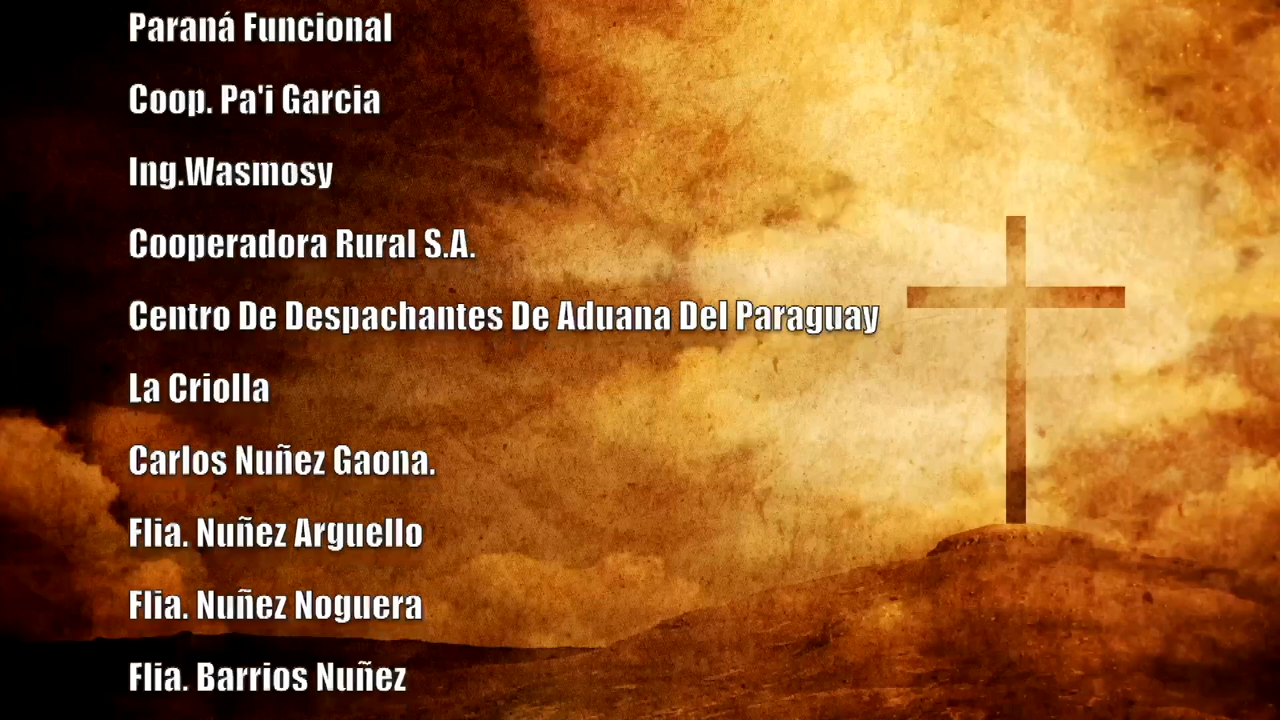 Paraná Funcional
Coop. Pa'i Garcia
Ing.Wasmosy
Cooperadora Rural S.A.
Centro De Despachantes De Aduana Del Paraguay
La Criolla
Carlos Nuñez Gaona.
Flia. Nuñez Arguello
Flia. Nuñez Noguera
Flia. Barrios Nuñez